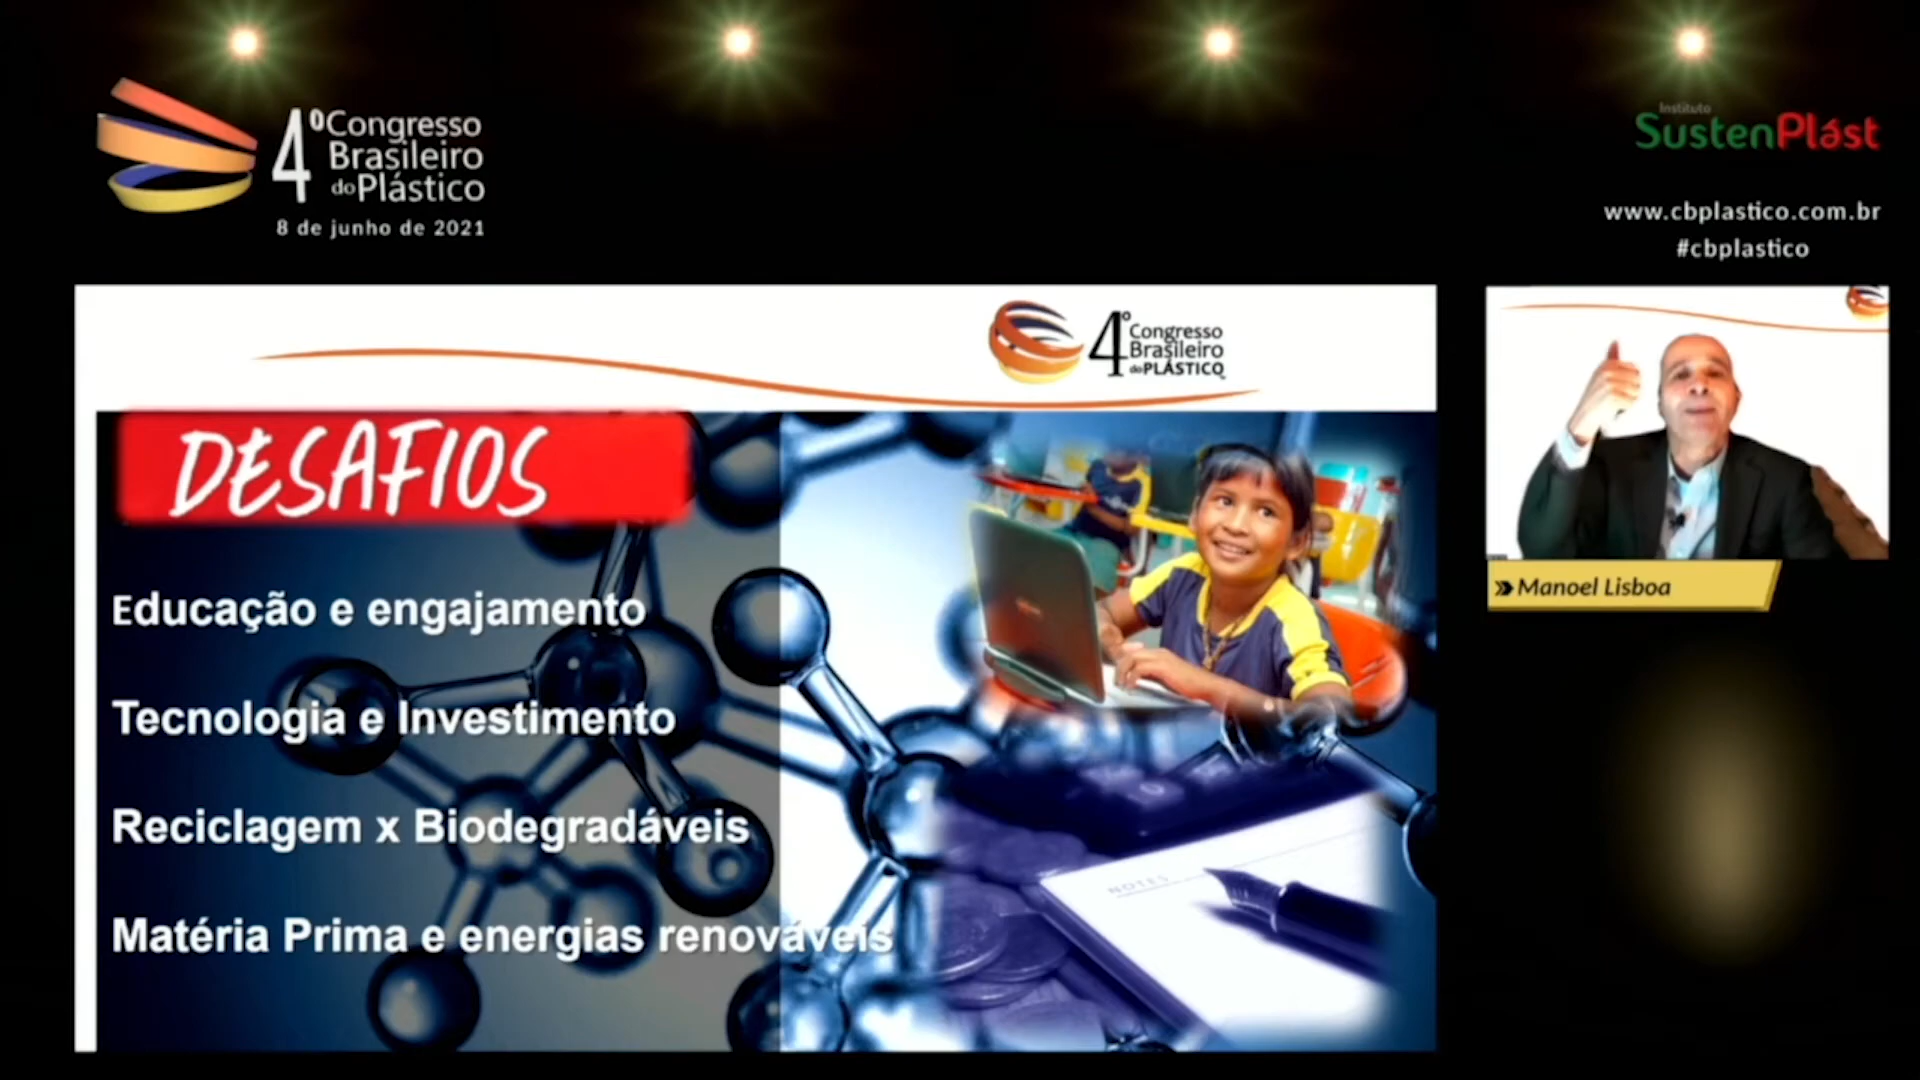 4º Congresso
Brasileiro
do Plástico
8 de junho de 2021
Instituto
SustenPlást
www.cbplastico.com.br
#cbplastico
4º Congresso
Brasileiro
do PLÁSTICO
DESAFIOS
Educação e engajamento
Tecnologia e Investimento
Reciclagem x Biodegradáveis
Matéria Prima e energias renováveis
NOTES
Manoel Lisboa